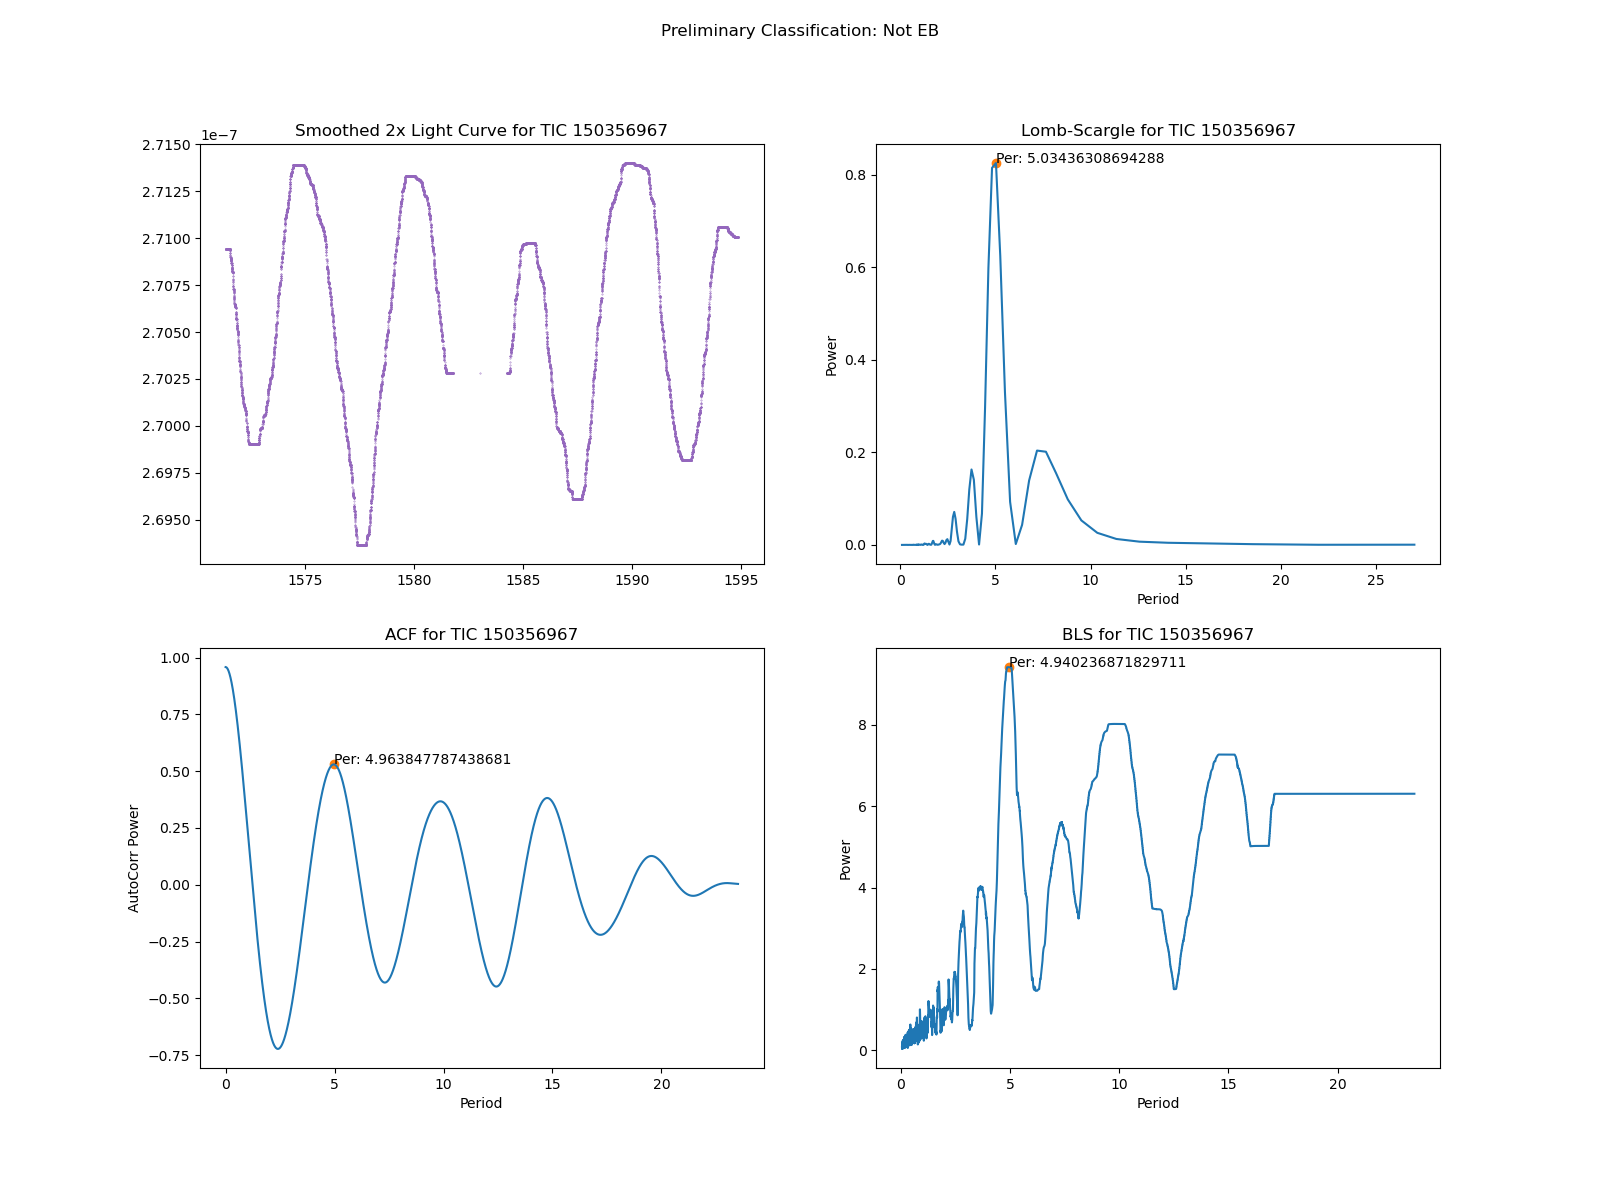 Preliminary Classification: Not EB
Smoothed 2x Light Curve for TIC 150356967
1e−7
2.7150
2.7125
2.7100
2.7075
2.7050
2.7025
2.7000
2.6975
2.6950
1575 1580 1585 1590 1595
Lomb-Scargle for TIC 150356967
Per: 5.03436308694288
Power
0.8
0.6
0.4
0.2
0.0
0 5 10 15 20 25
Period
ACF for TIC 150356967
Per: 4.963847787438681
AutoCorr Power
1.00
0.75
0.50
0.25
0.00
−0.25
−0.50
−0.75
0 5 10 15 20
Period
BLS for TIC 150356967
Per: 4.940236871829711
Power
8
6
4
2
0
0 5 10 15 20
Period